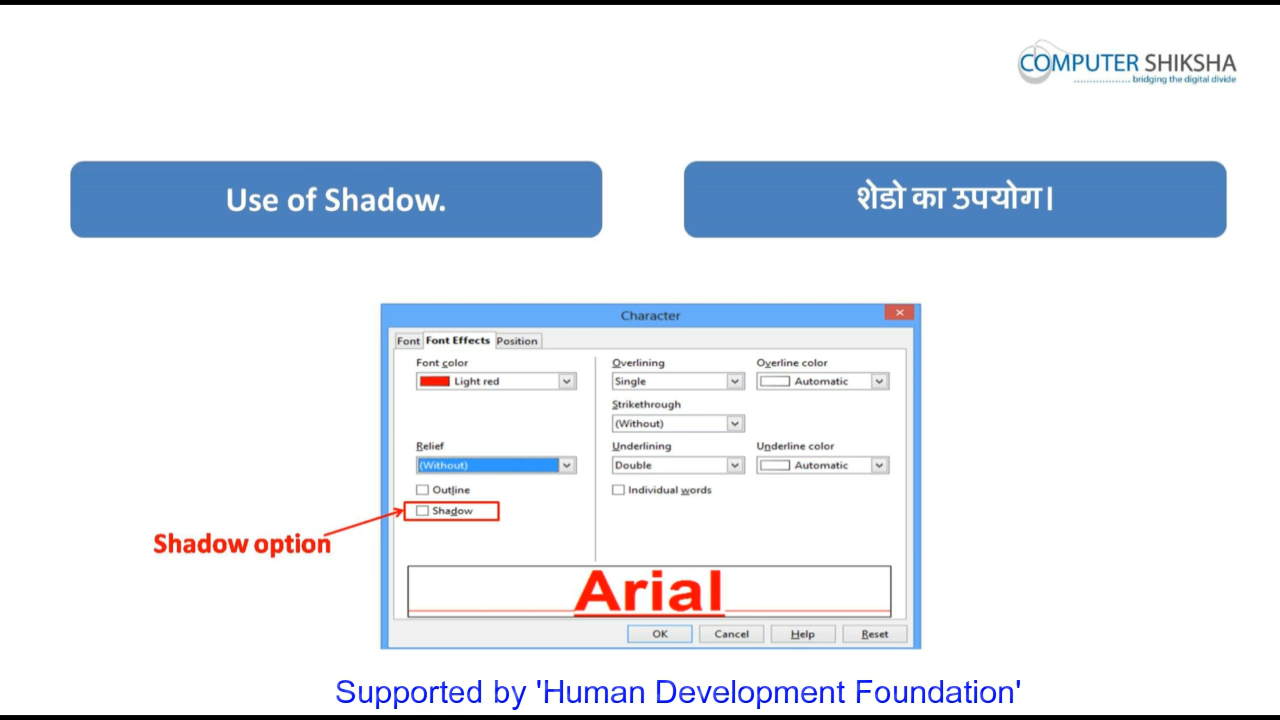 COMPUTER SHIKSHA
.................. bridging the digital divide
Use of Shadow.
शेडो का उपयोग।
Character
Font Font Effects Position
Font color
Light red
Overlining
Single
Overline color
Automatic
Strikethrough
(Without)
Relief
(Without)
Underlining
Double
Underline color
Automatic
Outline
Individual words
Shadow
Shadow option
Arial
OK Cancel Help Reset
Supported by 'Human Development Foundation'